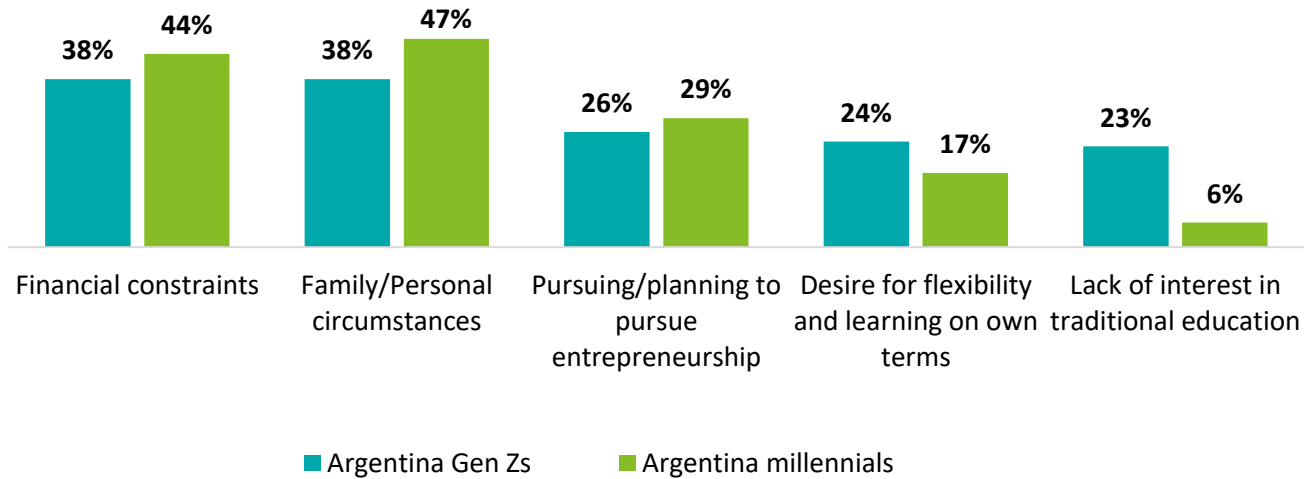 38% 44% 38% 47% 26% 29% 24% 17% 23% 6%
Financial constraints
Family/Personal
circumstances
Pursuing/planning to
pursue
entrepreneurship
Desire for flexibility
and learning on own
terms
Lack of interest in
traditional education
Argentina Gen Zs
Argentina millennials